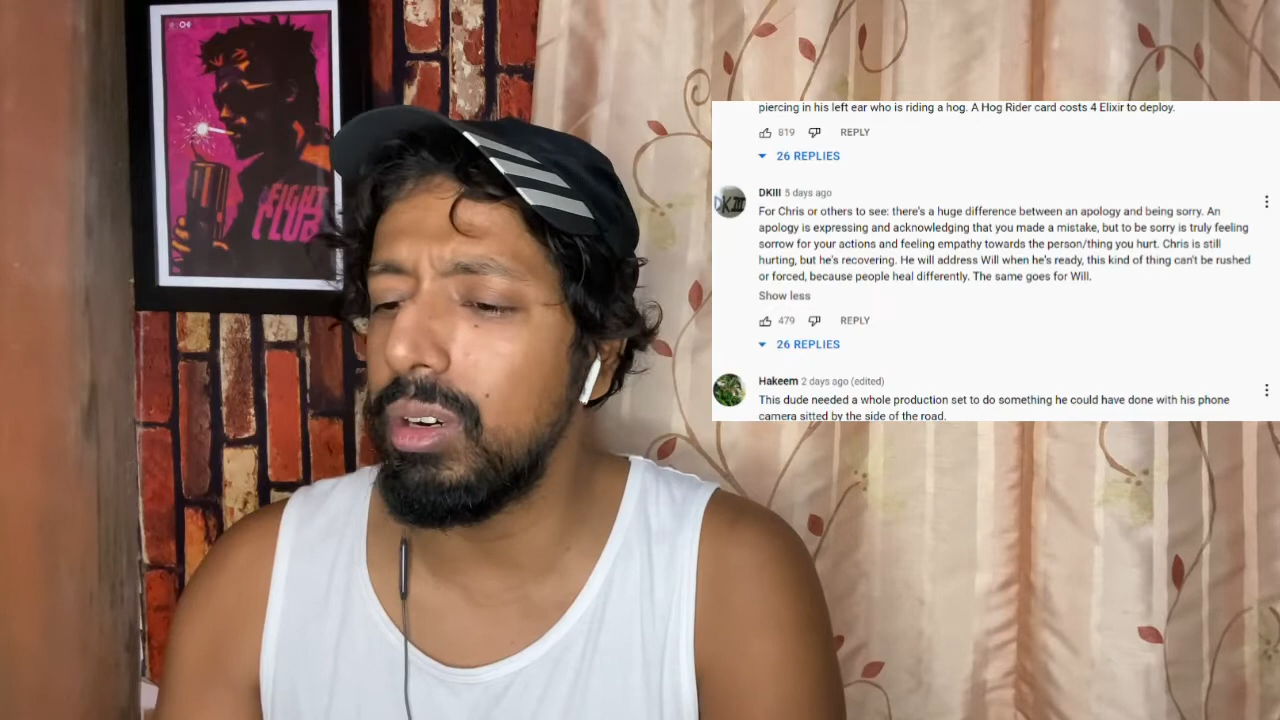 FIGHT
CLUB
piercing in his left ear who is riding a hog. A Hog Rider card costs 4 Elixir to deploy.
819 REPLY
26 REPLIES
DKIII
DKIII 5 days ago
For Chris or others to see: there's a huge difference between an apology and being sorry. An
apology is expressing and acknowledging that you made a mistake, but to be sorry is truly feeling
sorrow for your actions and feeling empathy towards the person/thing you hurt. Chris is still
hurting, but he's recovering. He will address Will when he's ready, this kind of thing can't be rushed
or forced, because people heal differently. The same goes for Will.
Show less
479 REPLY
26 REPLIES
Hakeem 2 days ago (edited)
This dude needed a whole production set to do something he could have done with his phone
camera sitted by the side of the road.